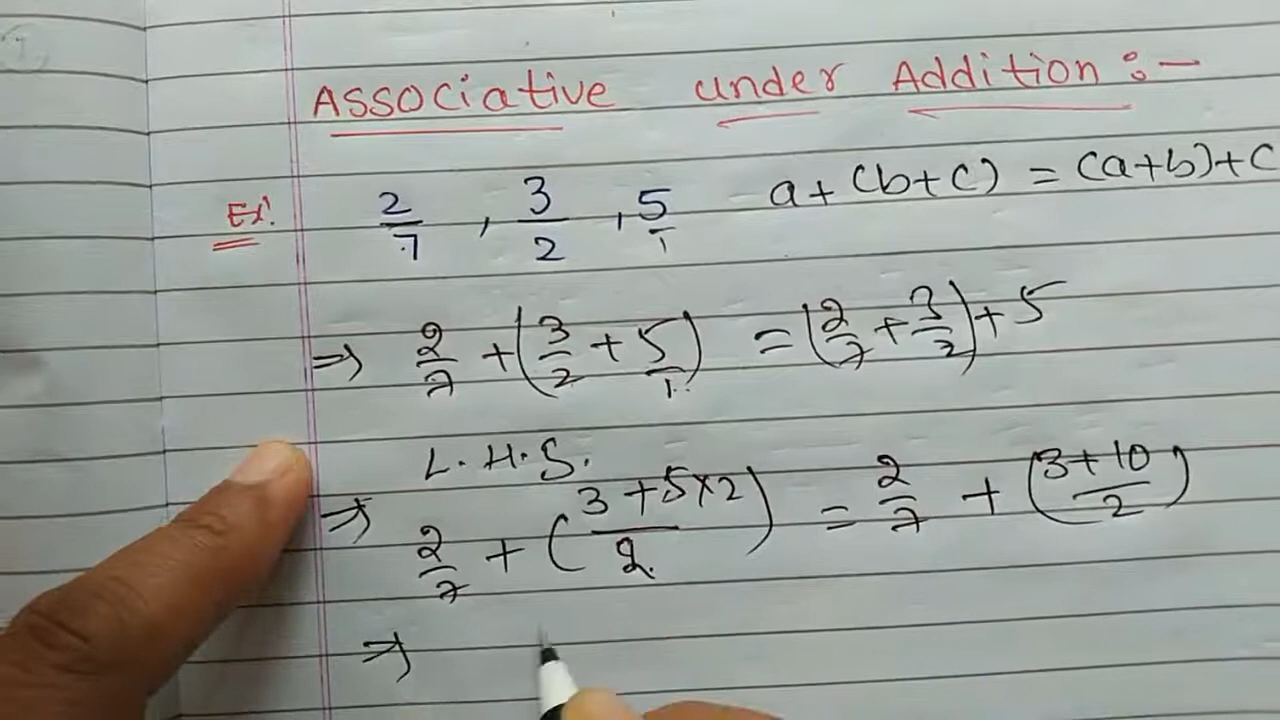 Associative under Addition :-
Ex: 2/7 , 3/2 , 5/1 a + (b+c) = (a+b)+c
⇒ 2/7 + (3/2 + 5/1) = (2/7 + 3/2) + 5
L.H.S.
⇒ 2/7 + (3+5×2/2) = 2/7 + (3+10/2)
⇒